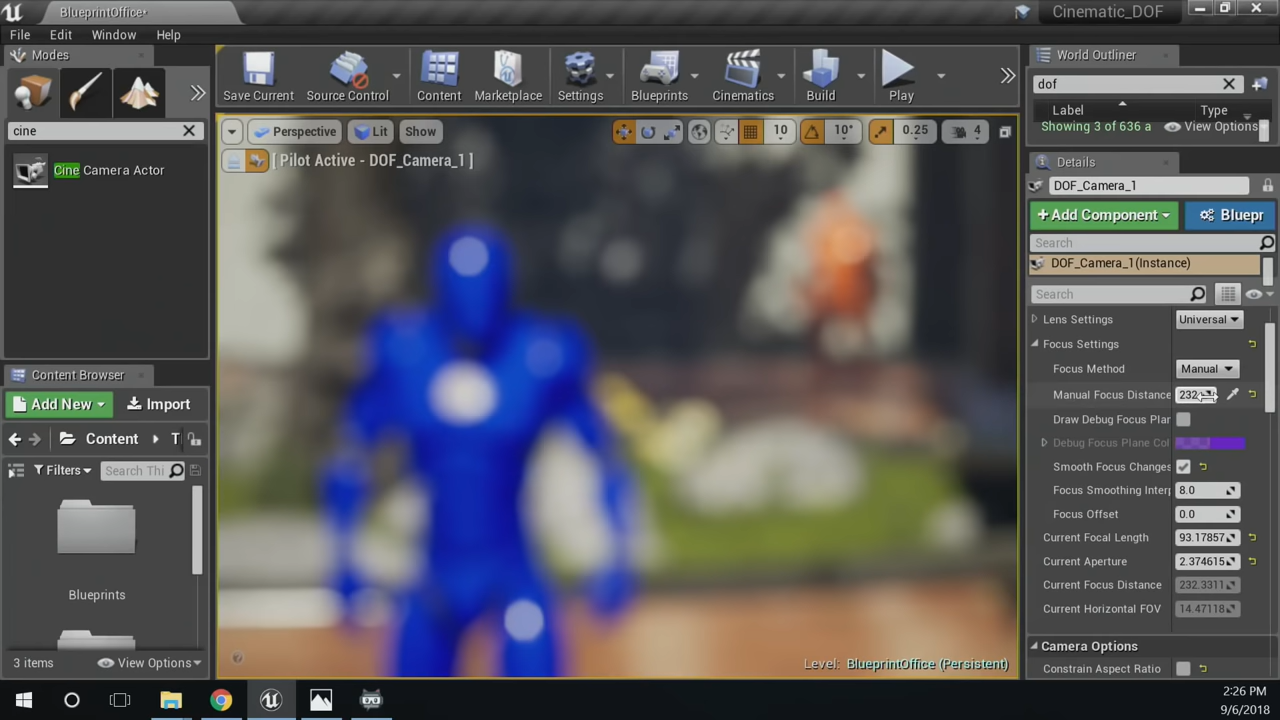 BlueprintOffice*
Cinematic_DOF
File Edit Window Help
Modes
cine
Cine Camera Actor
Save Current
Source Control
Content
Marketplace
Settings
Blueprints
Cinematics
Build
Play
Perspective
Lit
Show
10
10°
0.25
4
[ Pilot Active - DOF_Camera_1 ]
Level: BlueprintOffice (Persistent)
World Outliner
dof
Label Type
Showing 3 of 636 a View Options
Details
DOF_Camera_1
+Add Component
Bluepr
Search
DOF_Camera_1(Instance)
Search
Lens Settings Universal
Focus Settings
Focus Method Manual
Manual Focus Distance 232
Draw Debug Focus Plan
Debug Focus Plane Col
Smooth Focus Changes
Focus Smoothing Interp 8.0
Focus Offset 0.0
Current Focal Length 93.17857
Current Aperture 2.374615
Current Focus Distance 232.3311
Current Horizontal FOV 14.47118
Camera Options
Constrain Aspect Ratio
Content Browser
Add New
Import
Content
T
Filters
Search Thi
Blueprints
3 items
View Options
2:26 PM
9/6/2018